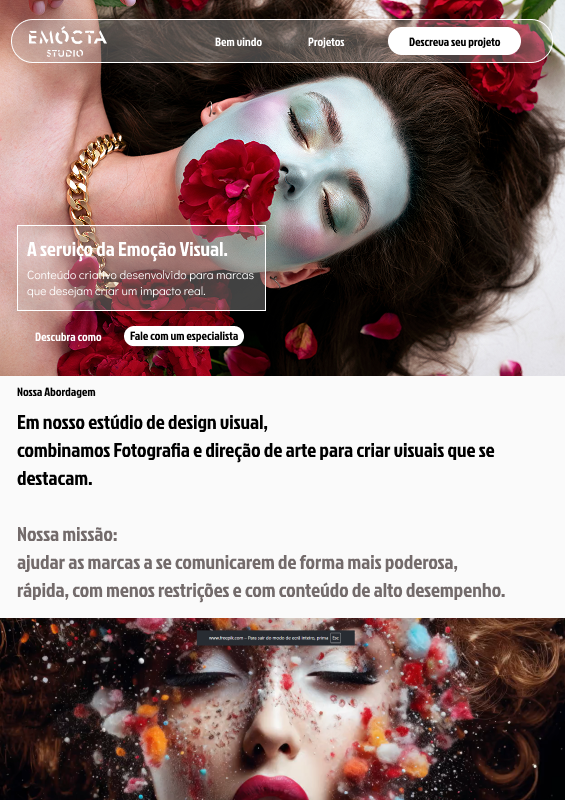 EMÓCTA
STUDIO
Bem vindo
Projetos
Descreva seu projeto
A serviço da Emoção Visual.
Conteúdo criativo desenvolvido para marcas
que desejam criar um impacto real.
Descubra como
Fale com um especialista
Nossa Abordagem
Em nosso estúdio de design visual,
combinamos Fotografia e direção de arte para criar visuais que se
destacam.
Nossa missão:
ajudar as marcas a se comunicarem de forma mais poderosa,
rápida, com menos restrições e com conteúdo de alto desempenho.
www.freepik.com – Para sair do modo de ecrã inteiro, prima Esc